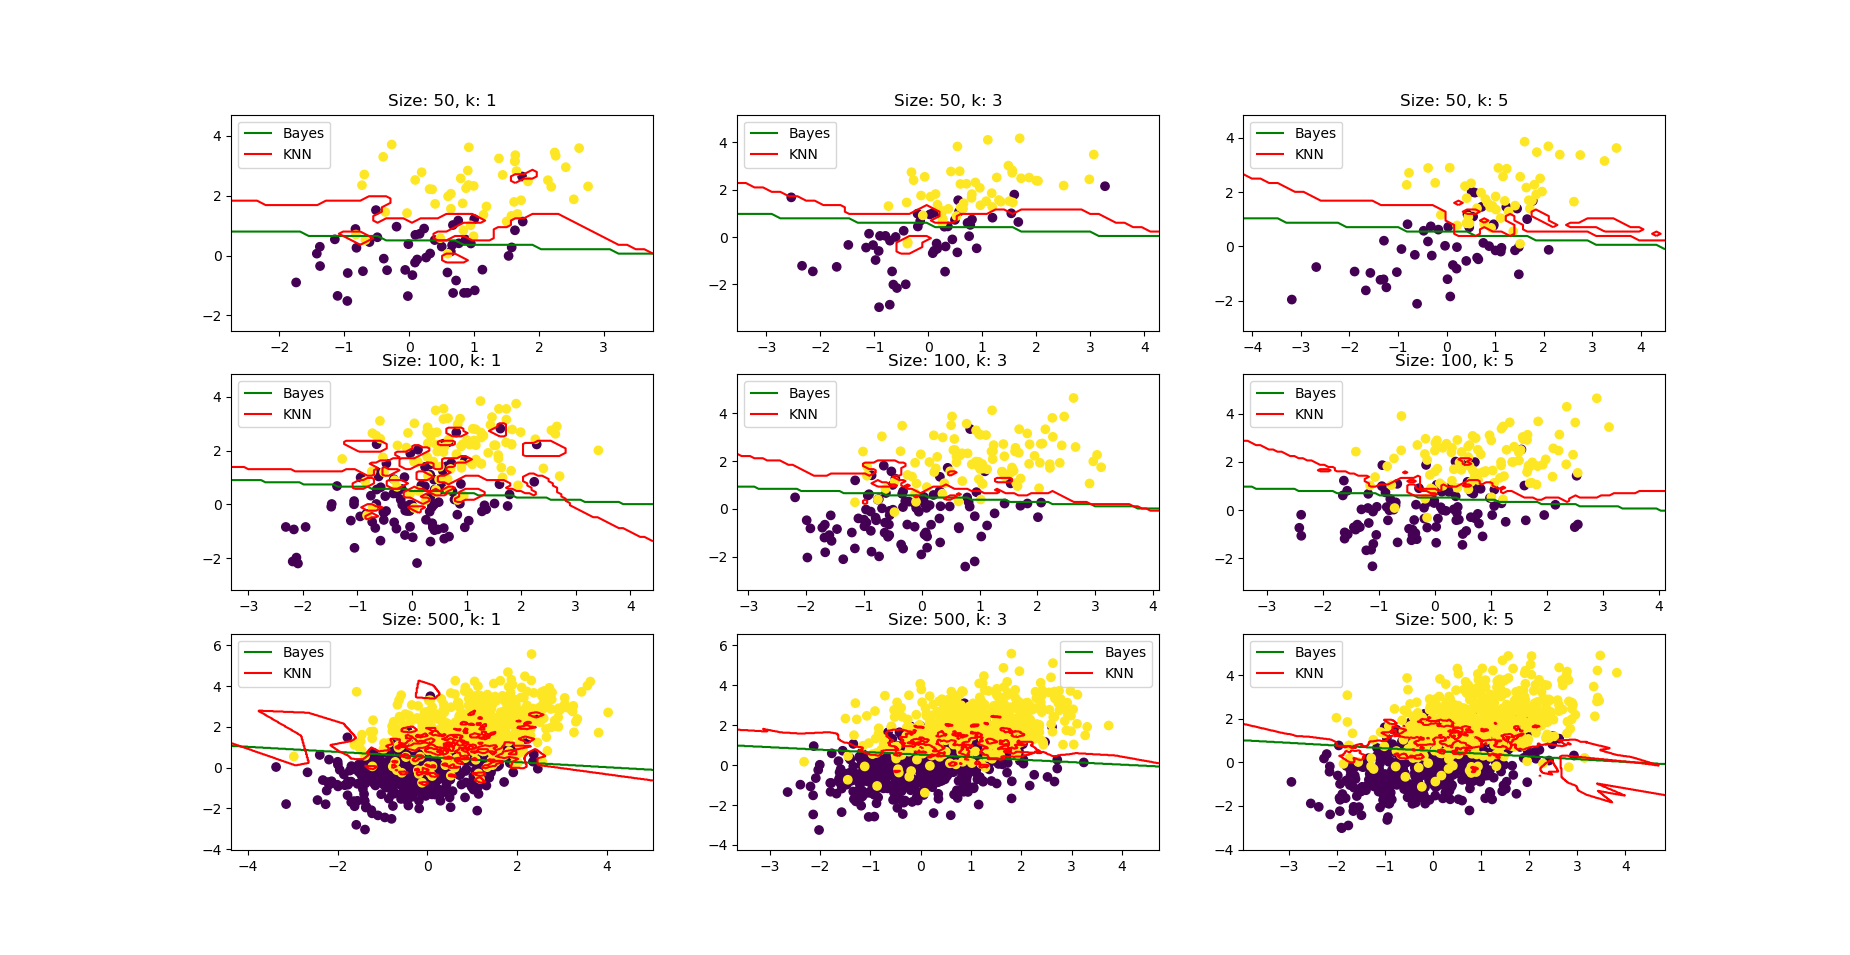 Size: 50, k: 1
Bayes
KNN
4
2
0
−2
−2 −1 0 1 2 3
Size: 50, k: 3
Bayes
KNN
4
2
0
−2
−3 −2 −1 0 1 2 3 4
Size: 50, k: 5
Bayes
KNN
4
2
0
−2
−4 −3 −2 −1 0 1 2 3 4
Size: 100, k: 1
Bayes
KNN
4
2
0
−2
−3 −2 −1 0 1 2 3 4
Size: 100, k: 3
Bayes
KNN
4
2
0
−2
−3 −2 −1 0 1 2 3 4
Size: 100, k: 5
Bayes
KNN
4
2
0
−2
−3 −2 −1 0 1 2 3 4
Size: 500, k: 1
Bayes
KNN
6
4
2
0
−2
−4
−4 −2 0 2 4
Size: 500, k: 3
Bayes
KNN
6
4
2
0
−2
−4
−3 −2 −1 0 1 2 3 4
Size: 500, k: 5
Bayes
KNN
4
2
0
−2
−4
−3 −2 −1 0 1 2 3 4